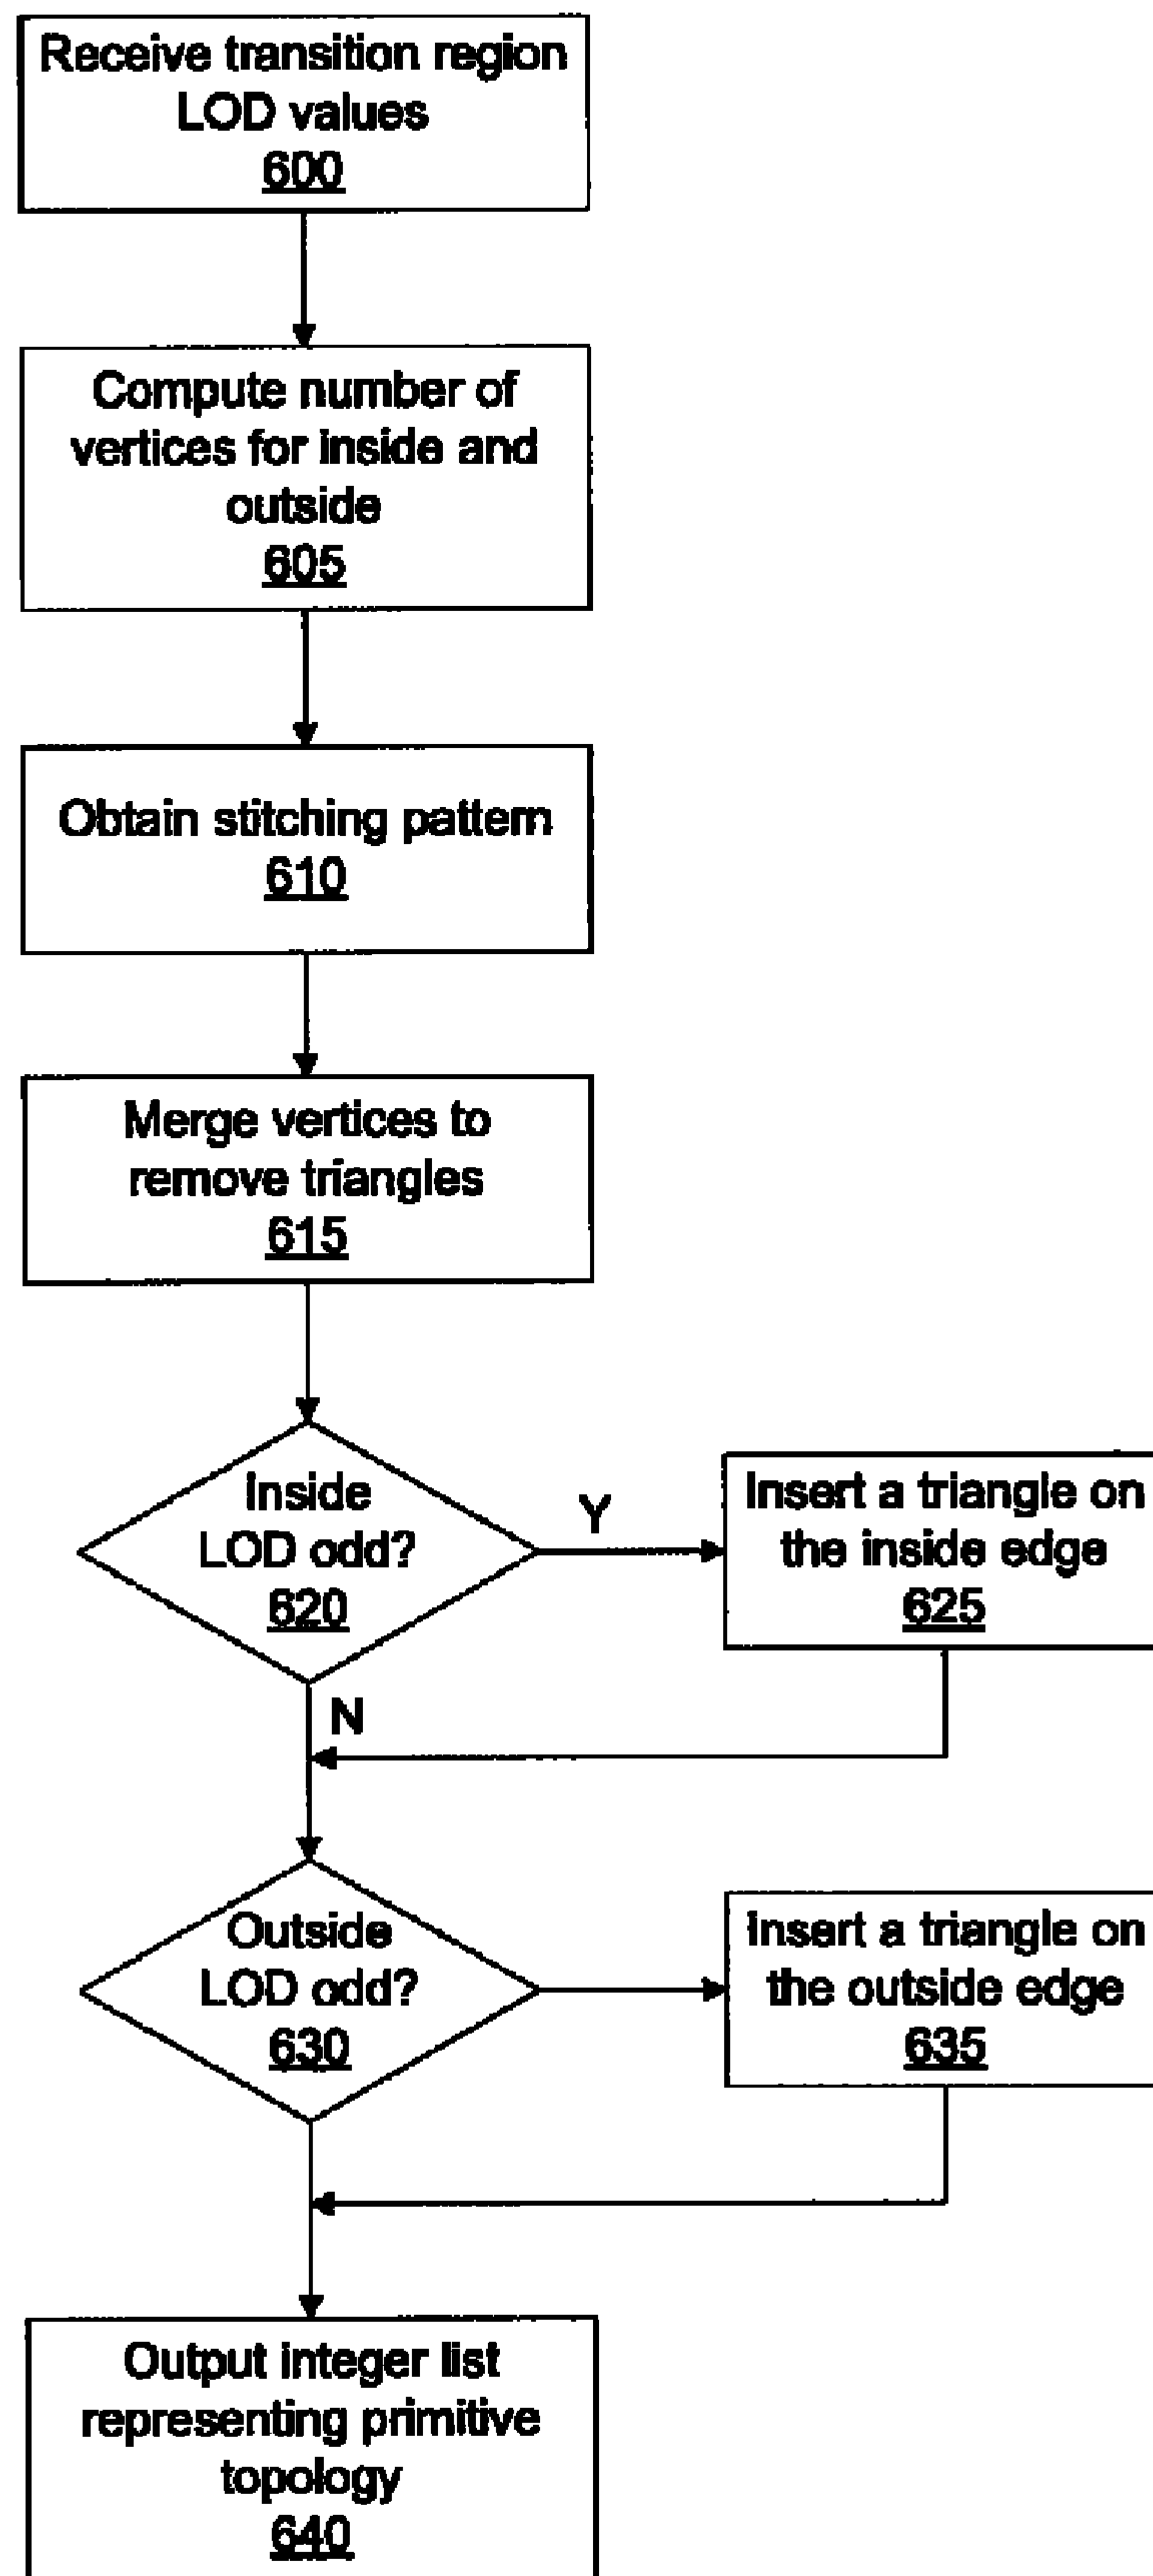 Receive transition region
LOD values
600
Compute number of
vertices for inside and
outside
605
Obtain stitching pattern
610
Merge vertices to
remove triangles
615
Inside
LOD odd?
620
Y
Insert a triangle on
the inside edge
625
N
Outside
LOD odd?
630
Insert a triangle on
the outside edge
635
Output integer list
representing primitive
topology
640